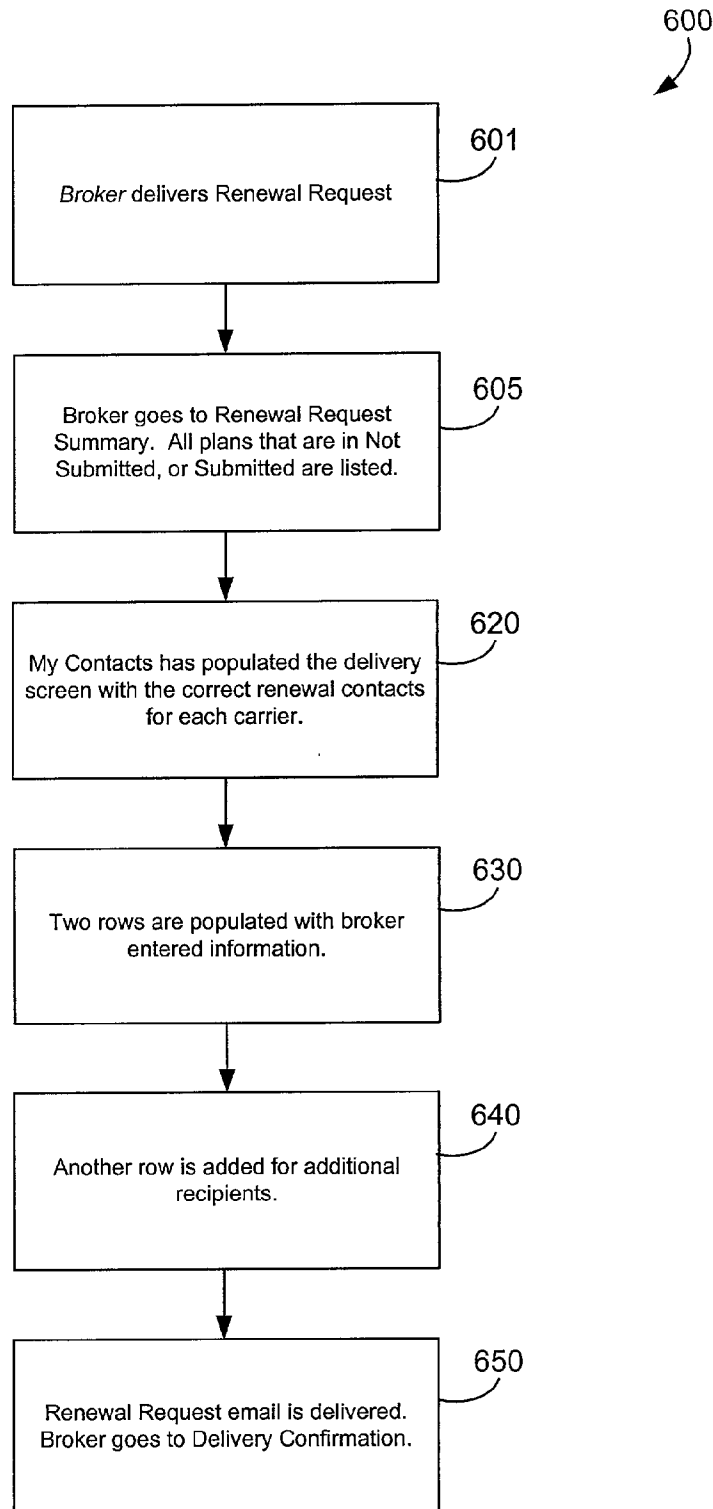 600
601
Broker delivers Renewal Request
605
Broker goes to Renewal Request
Summary. All plans that are in Not
Submitted, or Submitted are listed.
620
My Contacts has populated the delivery
screen with the correct renewal contacts
for each carrier.
630
Two rows are populated with broker
entered information.
640
Another row is added for additional
recipients.
650
Renewal Request email is delivered.
Broker goes to Delivery Confirmation.